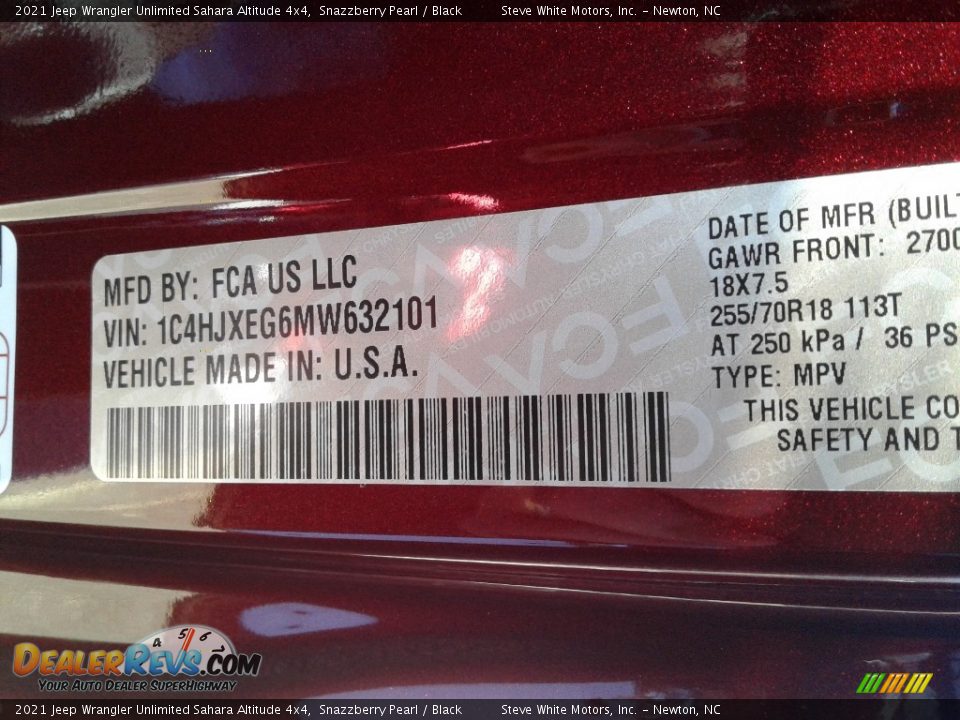 2021 Jeep Wrangler Unlimited Sahara Altitude 4x4, Snazzberry Pearl / Black Steve White Motors, Inc. – Newton, NC
MFD BY: FCA US LLC
VIN: 1C4HJXEG6MW632101
VEHICLE MADE IN: U.S.A.
DATE OF MFR (BUILT
GAWR FRONT: 2700
18X7.5
255/70R18 113T
AT 250 kPa / 36 PS
TYPE: MPV
THIS VEHICLE CO
SAFETY AND T
4 5 6
DEALERREVS.COM
YOUR AUTO DEALER SUPERHIGHWAY
2021 Jeep Wrangler Unlimited Sahara Altitude 4x4, Snazzberry Pearl / Black Steve White Motors, Inc. – Newton, NC